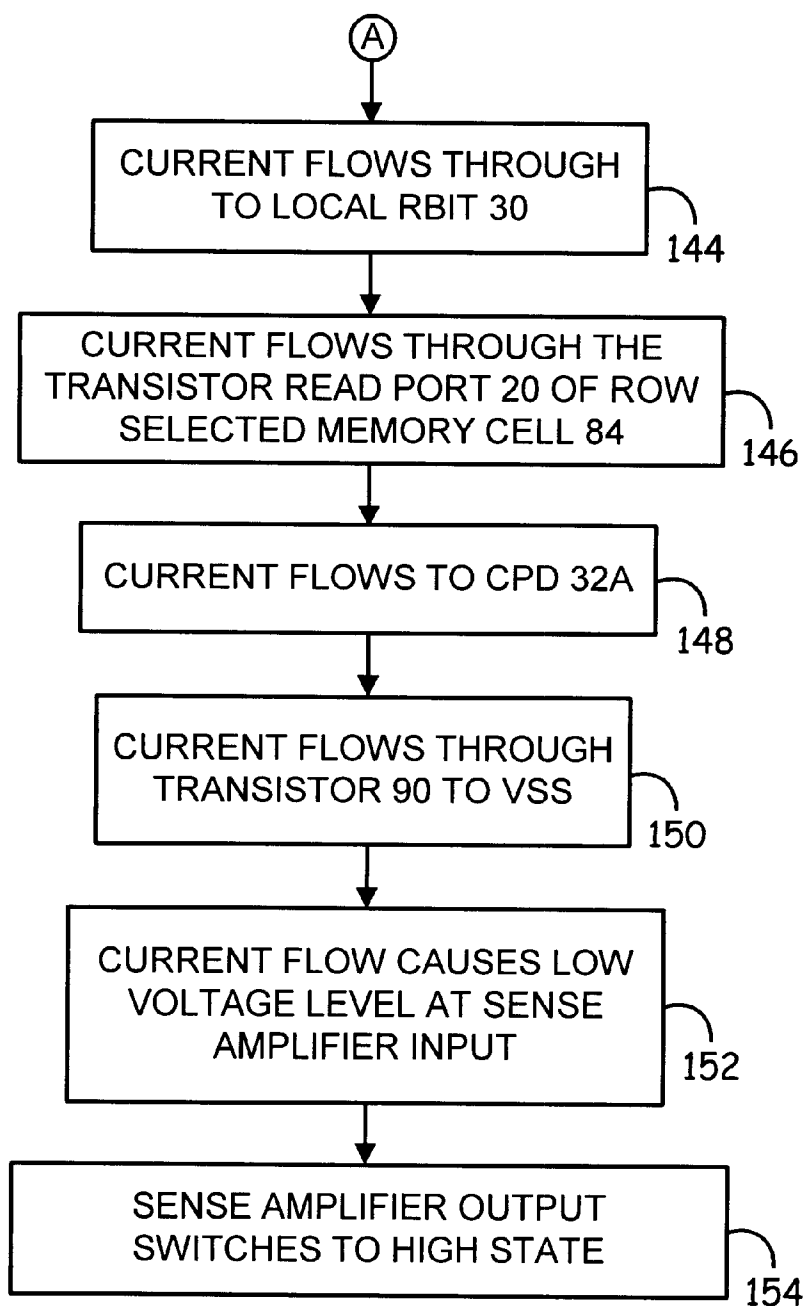 A
CURRENT FLOWS THROUGH
TO LOCAL RBIT 30
144
CURRENT FLOWS THROUGH THE
TRANSISTOR READ PORT 20 OF ROW
SELECTED MEMORY CELL 84
146
CURRENT FLOWS TO CPD 32A
148
CURRENT FLOWS THROUGH
TRANSISTOR 90 TO VSS
150
CURRENT FLOW CAUSES LOW
VOLTAGE LEVEL AT SENSE
AMPLIFIER INPUT
152
SENSE AMPLIFIER OUTPUT
SWITCHES TO HIGH STATE
154